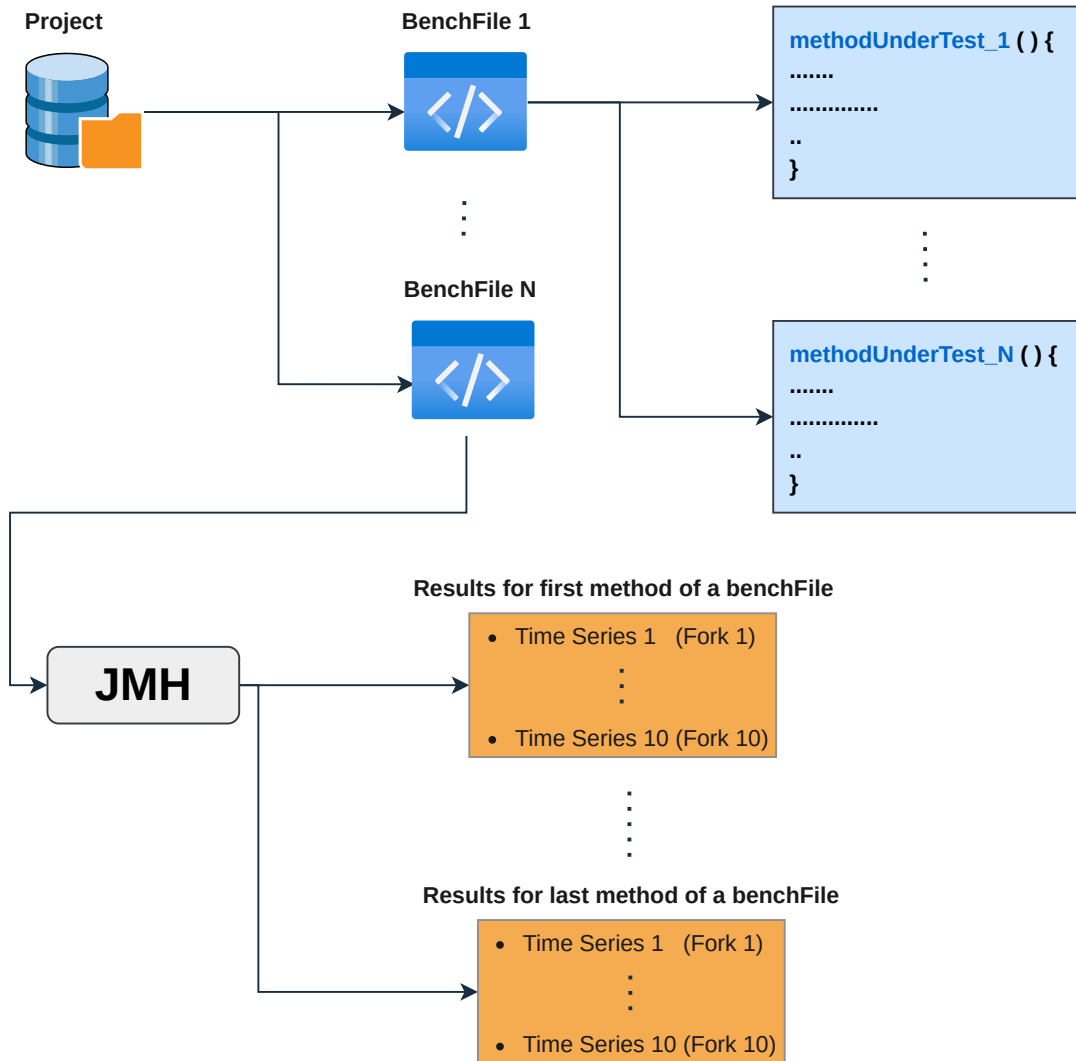 Project
BenchFile 1
</>
methodUnderTest_1 ( ) {
.......
..............
..
}
BenchFile N
</>
methodUnderTest_N ( ) {
.......
..............
..
}
JMH
Results for first method of a benchFile
• Time Series 1 (Fork 1)
• Time Series 10 (Fork 10)
Results for last method of a benchFile
• Time Series 1 (Fork 1)
• Time Series 10 (Fork 10)